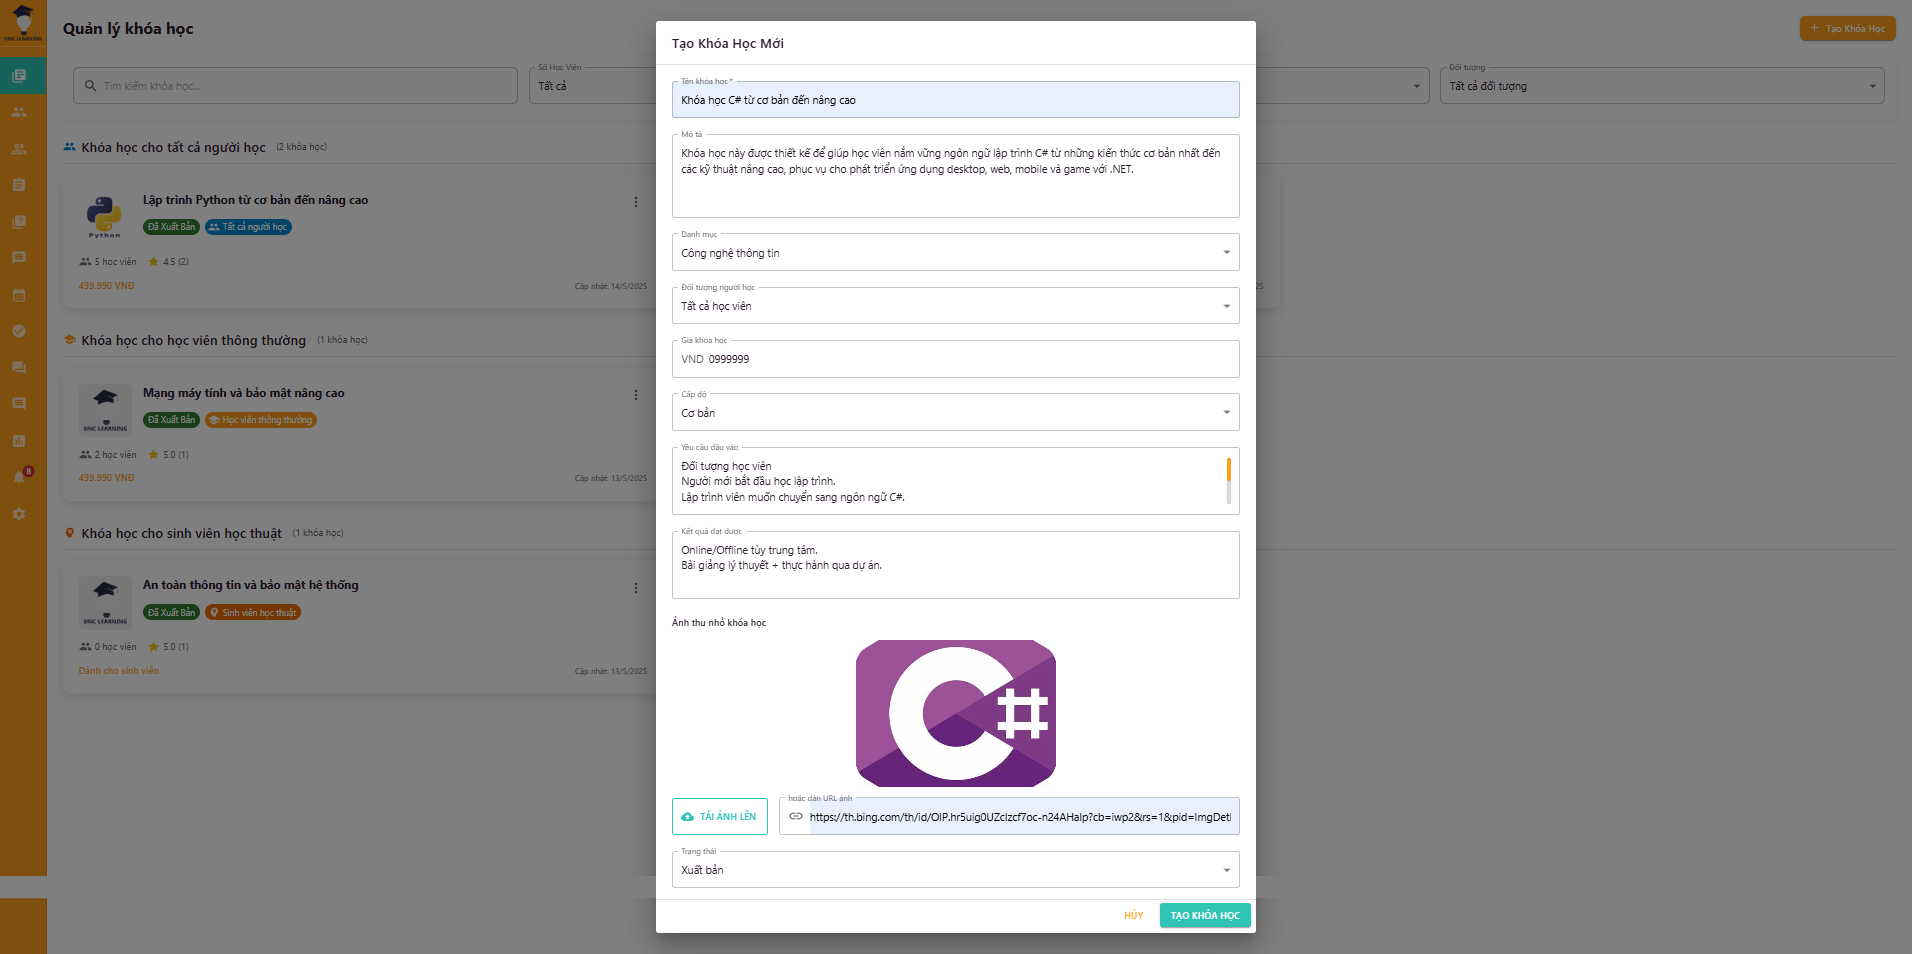 DNC LEARNING
Quản lý khóa học
+ Tạo Khóa Học
Tìm kiếm khóa học...
Số Học Viên
Tất cả
Đối tượng
Tất cả đối tượng
Khóa học cho tất cả người học (2 khóa học)
Lập trình Python từ cơ bản đến nâng cao
Python
Đã Xuất Bản
Tất cả người học
5 học viên
4.5 (2)
499.990 VNĐ
Cập nhật: 14/5/2025
25
Khóa học cho học viên thông thường (1 khóa học)
Mạng máy tính và bảo mật nâng cao
DNC LEARNING
Đã Xuất Bản
Học viên thông thường
2 học viên
5.0 (1)
499.990 VNĐ
Cập nhật: 13/5/2025
8
Khóa học cho sinh viên học thuật (1 khóa học)
An toàn thông tin và bảo mật hệ thống
DNC LEARNING
Đã Xuất Bản
Sinh viên học thuật
0 học viên
5.0 (1)
Dành cho sinh viên
Cập nhật: 13/5/2025
Tạo Khóa Học Mới
Tên khóa học *
Khóa học C# từ cơ bản đến nâng cao
Mô tả
Khóa học này được thiết kế để giúp học viên nắm vững ngôn ngữ lập trình C# từ những kiến thức cơ bản nhất đến
các kỹ thuật nâng cao, phục vụ cho phát triển ứng dụng desktop, web, mobile và game với .NET.
Danh mục
Công nghệ thông tin
Đối tượng người học
Tất cả học viên
Giá khóa học
VND 0999999
Cấp độ
Cơ bản
Yêu cầu đầu vào
Đối tượng học viên
Người mới bắt đầu học lập trình.
Lập trình viên muốn chuyển sang ngôn ngữ C#.
Kết quả đạt được
Online/Offline tùy trung tâm.
Bài giảng lý thuyết + thực hành qua dự án.
Ảnh thu nhỏ khóa học
C#
TẢI ẢNH LÊN
hoặc dán URL ảnh
Trạng thái
Xuất bản
HỦY
TẠO KHÓA HỌC